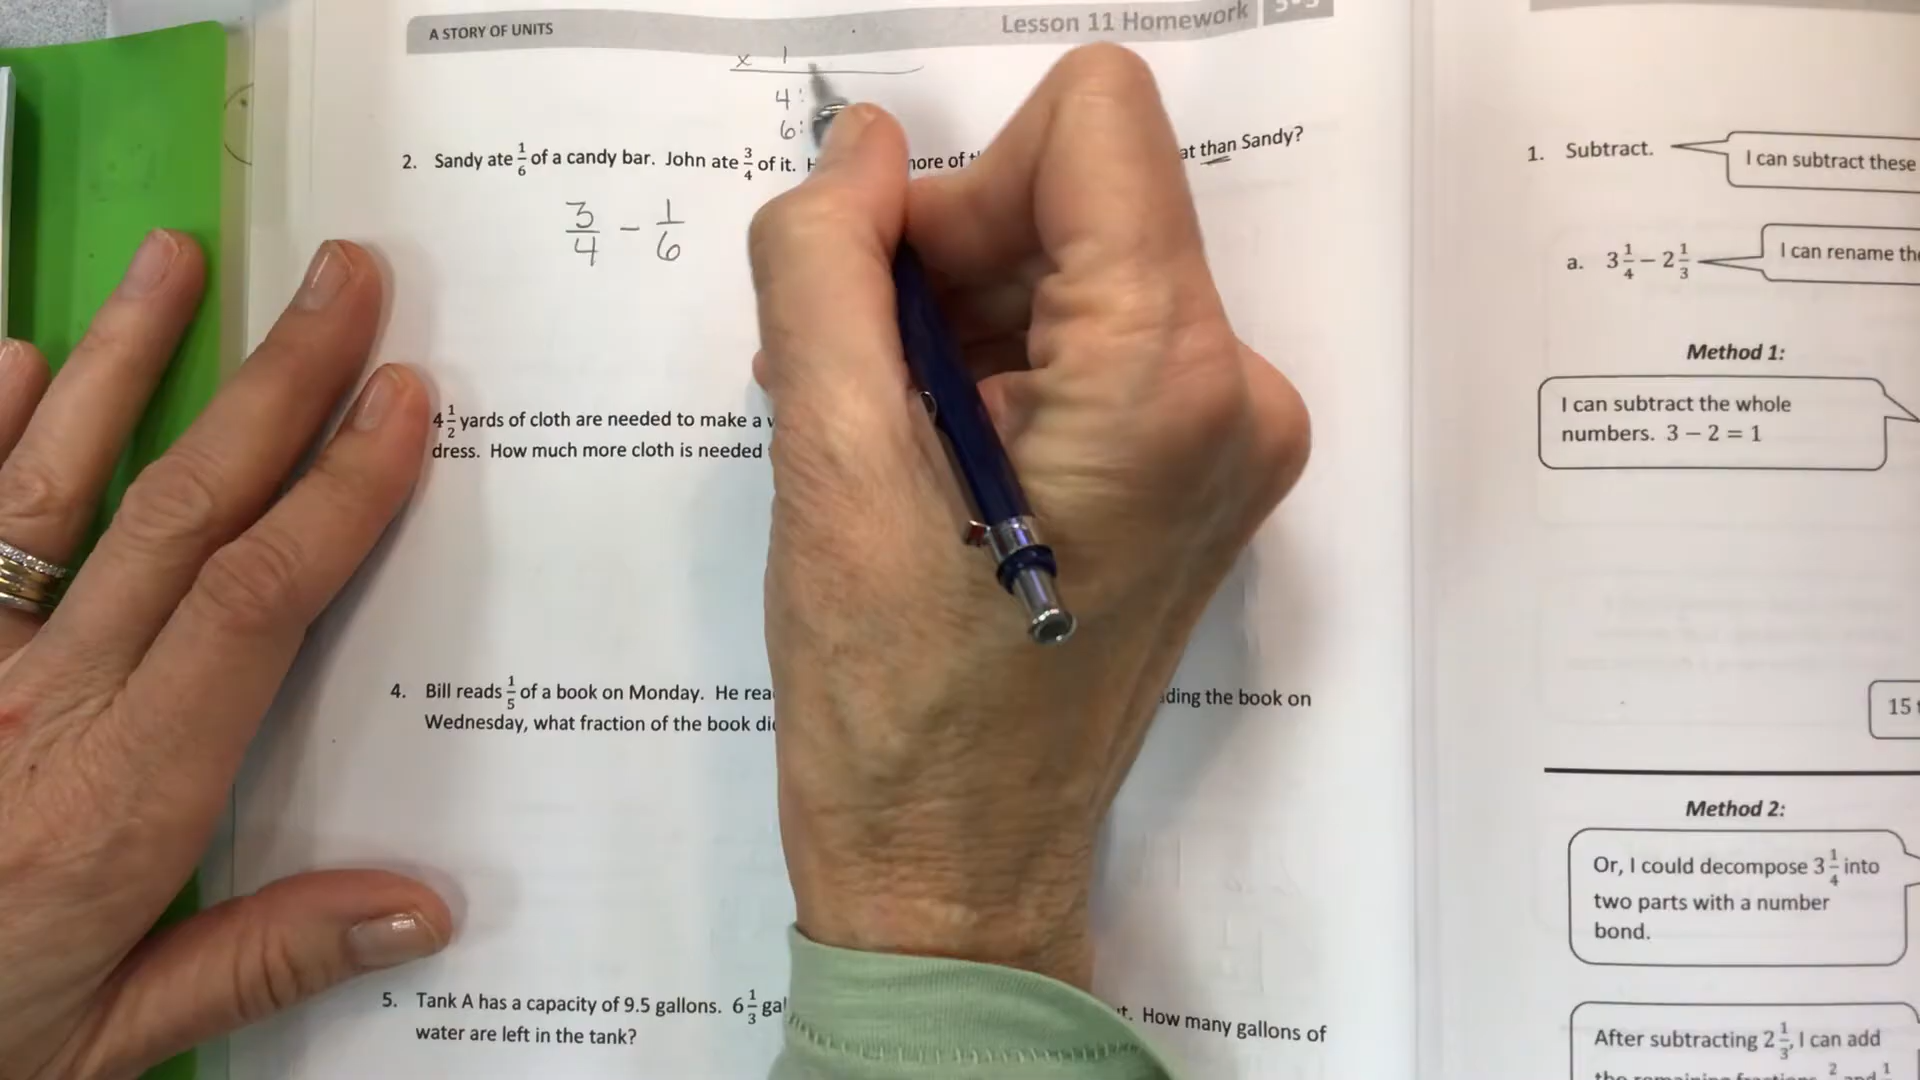 A STORY OF UNITS
Lesson 11 Homework
x 1
4:
6:
2. Sandy ate 1/6 of a candy bar. John ate 3/4 of it. more of at than Sandy?
3/4 − 1/6
4 1/2 yards of cloth are needed to make a
dress. How much more cloth is needed
4. Bill reads 1/5 of a book on Monday. He ding the book on
Wednesday, what fraction of the book
5. Tank A has a capacity of 9.5 gallons. 6 1/3 How many gallons of
water are left in the tank?
1. Subtract.
I can subtract these
a. 3 1/4 − 2 1/3
I can rename
Method 1:
I can subtract the whole
numbers. 3 − 2 = 1
15
Method 2:
Or, I could decompose 3 1/4 into
two parts with a number
bond.
After subtracting 2 1/3, I can add